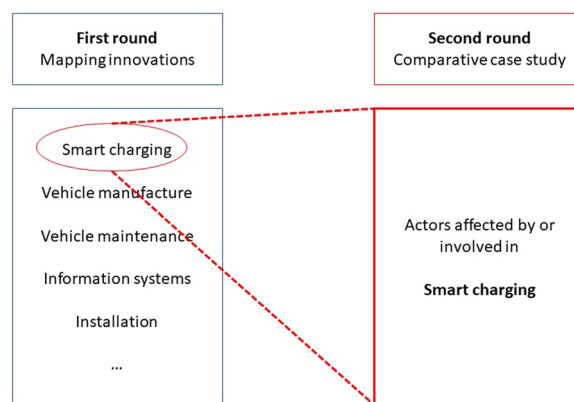 First round
Mapping innovations
Second round
Comparative case study
Smart charging
Vehicle manufacture
Vehicle maintenance
Information systems
Installation
...
Actors affected by or
involved in
Smart charging